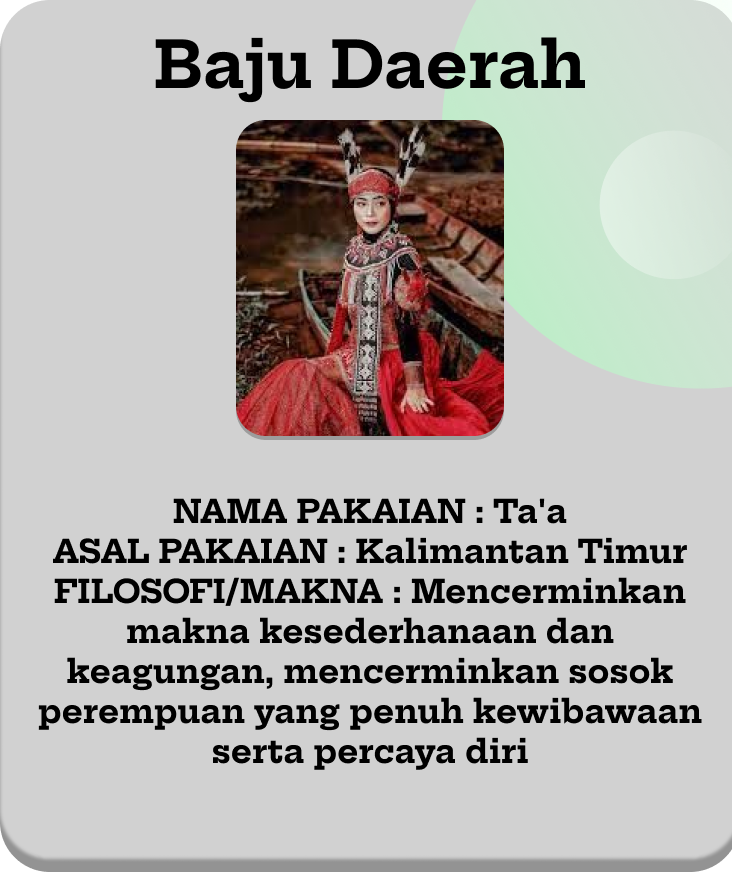 Baju Daerah
NAMA PAKAIAN : Ta'a
ASAL PAKAIAN : Kalimantan Timur
FILOSOFI/MAKNA : Mencerminkan
makna kesederhanaan dan
keagungan, mencerminkan sosok
perempuan yang penuh kewibawaan
serta percaya diri